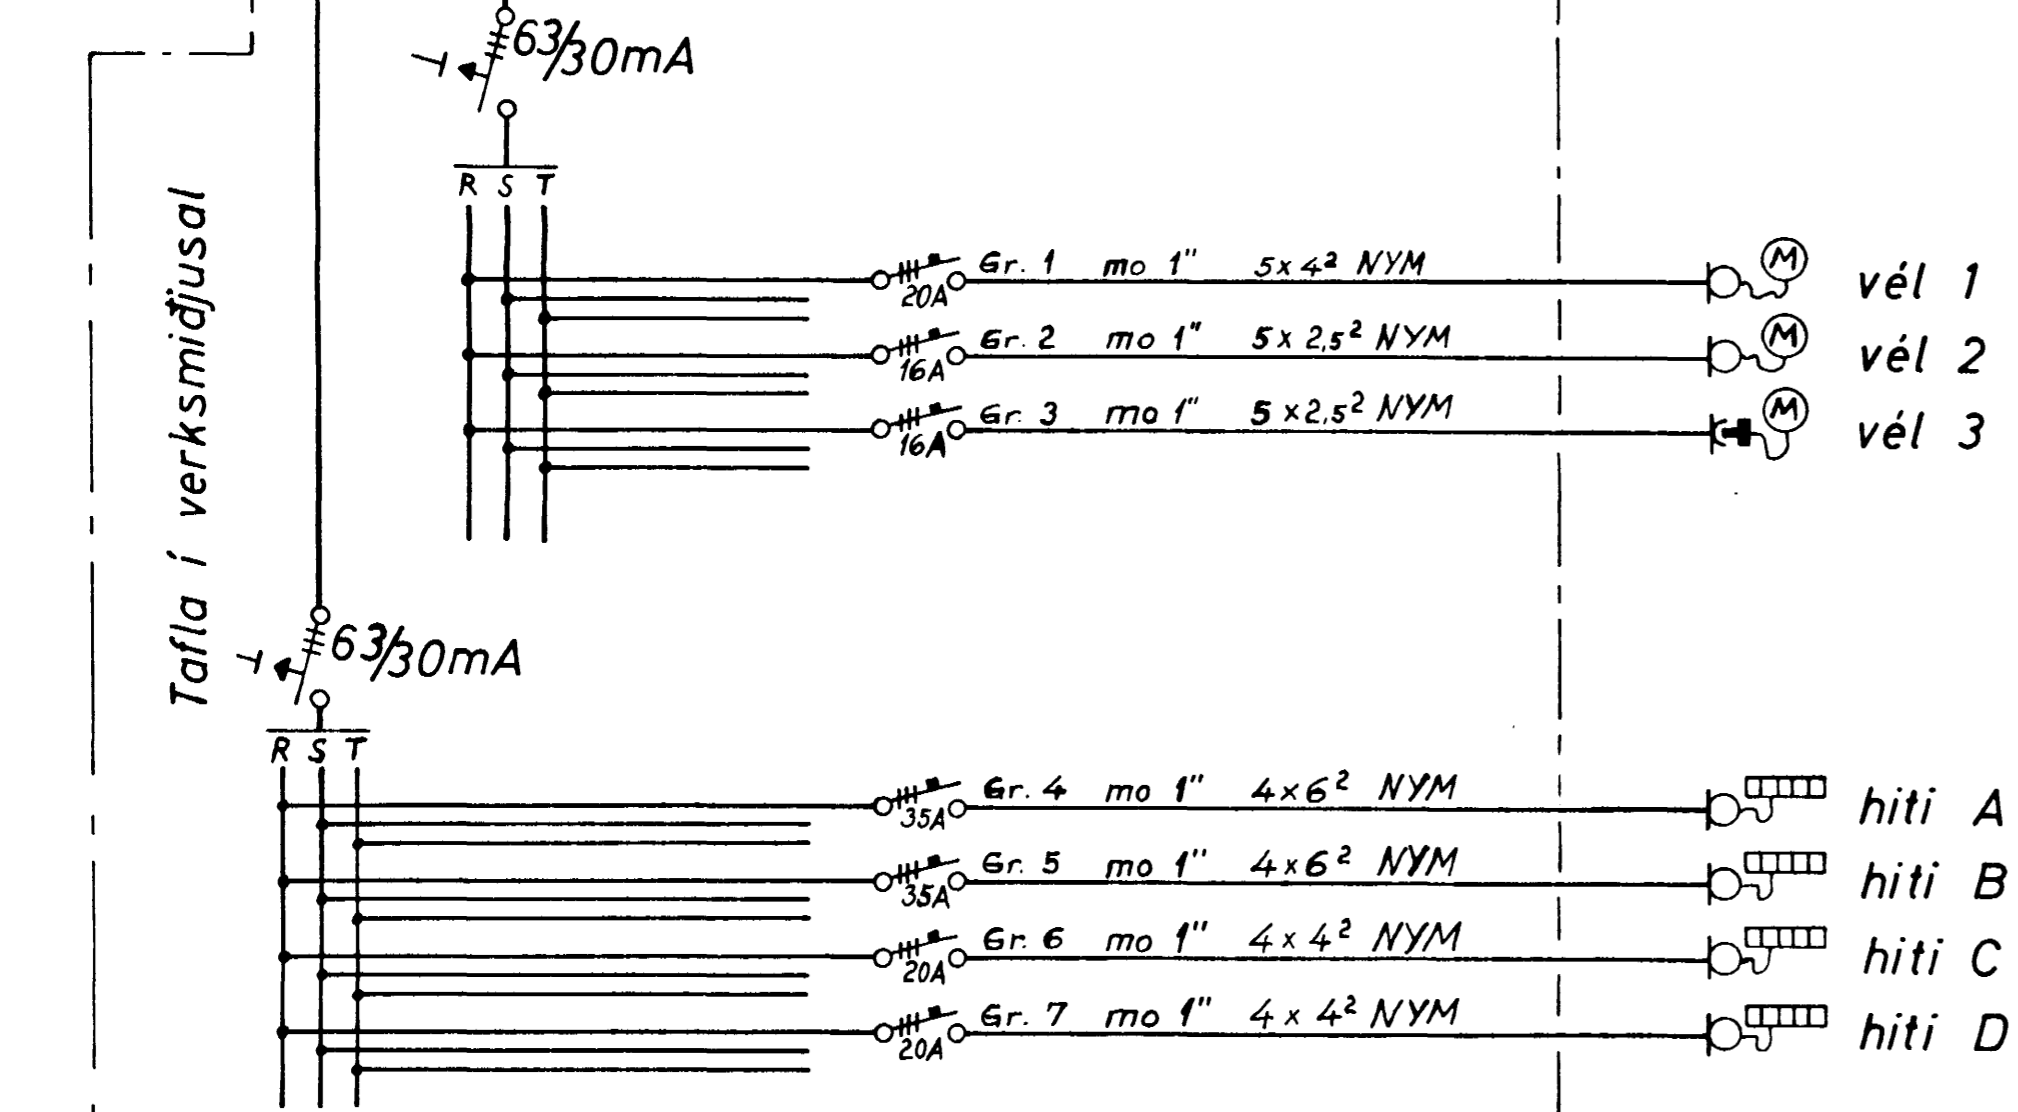 63/30mA
R S T
Gr. 1 mo 1" 5x4² NYM
20A
vél 1
Gr. 2 mo 1" 5x2,5² NYM
16A
vél 2
Gr. 3 mo 1" 5x2,5² NYM
16A
vél 3
Tafla í verksmiđjusal
63/30mA
R S T
Gr. 4 mo 1" 4x6² NYM
35A
hiti A
Gr. 5 mo 1" 4x6² NYM
35A
hiti B
Gr. 6 mo 1" 4x4² NYM
20A
hiti C
Gr. 7 mo 1" 4x4² NYM
20A
hiti D
M
M
M